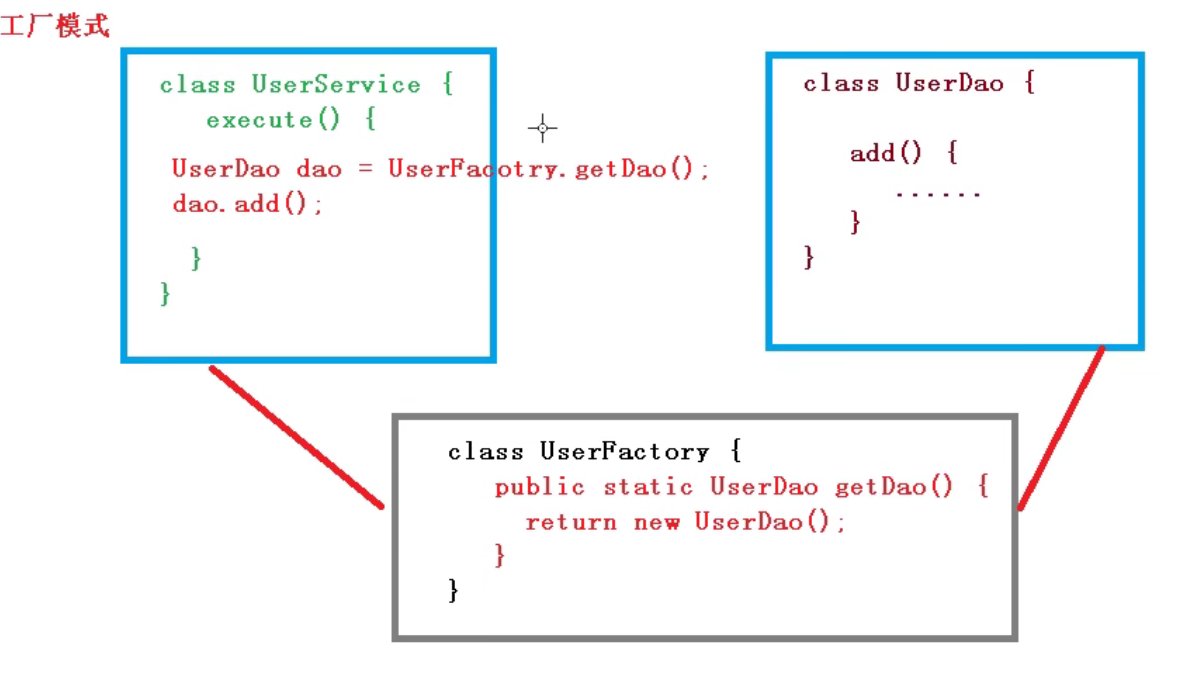 工厂模式
class UserService {
execute() {
UserDao dao = UserFacotry.getDao();
dao.add();
}
}
class UserDao {
add() {
......
}
}
class UserFactory {
public static UserDao getDao() {
return new UserDao();
}
}